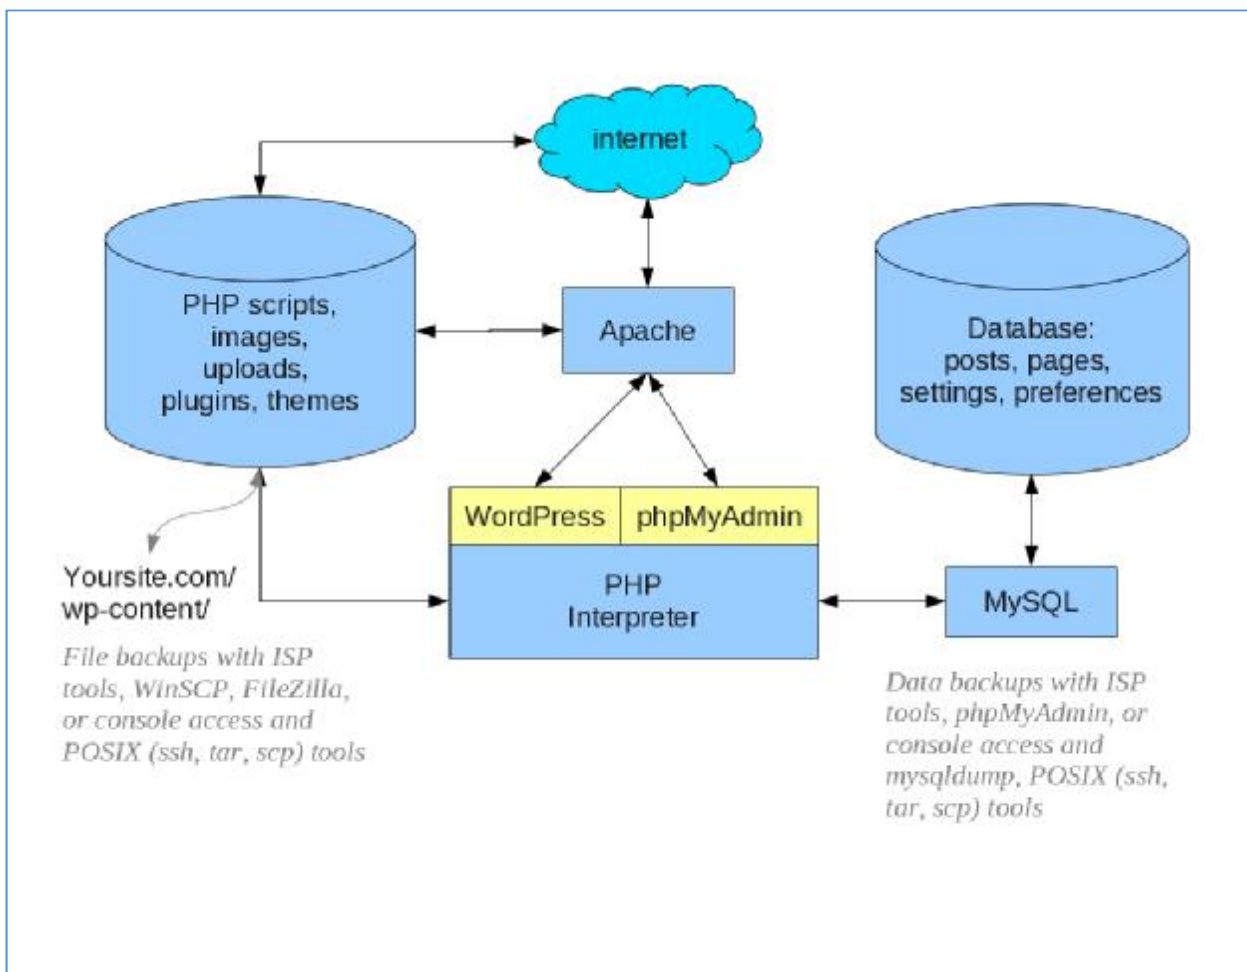 internet
PHP scripts,
images,
uploads,
plugins, themes
Apache
Database:
posts, pages,
settings, preferences
WordPress
phpMyAdmin
PHP
Interpreter
MySQL
Yoursite.com/
wp-content/
File backups with ISP
tools, WinSCP, FileZilla,
or console access and
POSIX (ssh, tar, scp) tools
Data backups with ISP
tools, phpMyAdmin, or
console access and
mysqldump, POSIX (ssh,
tar, scp) tools